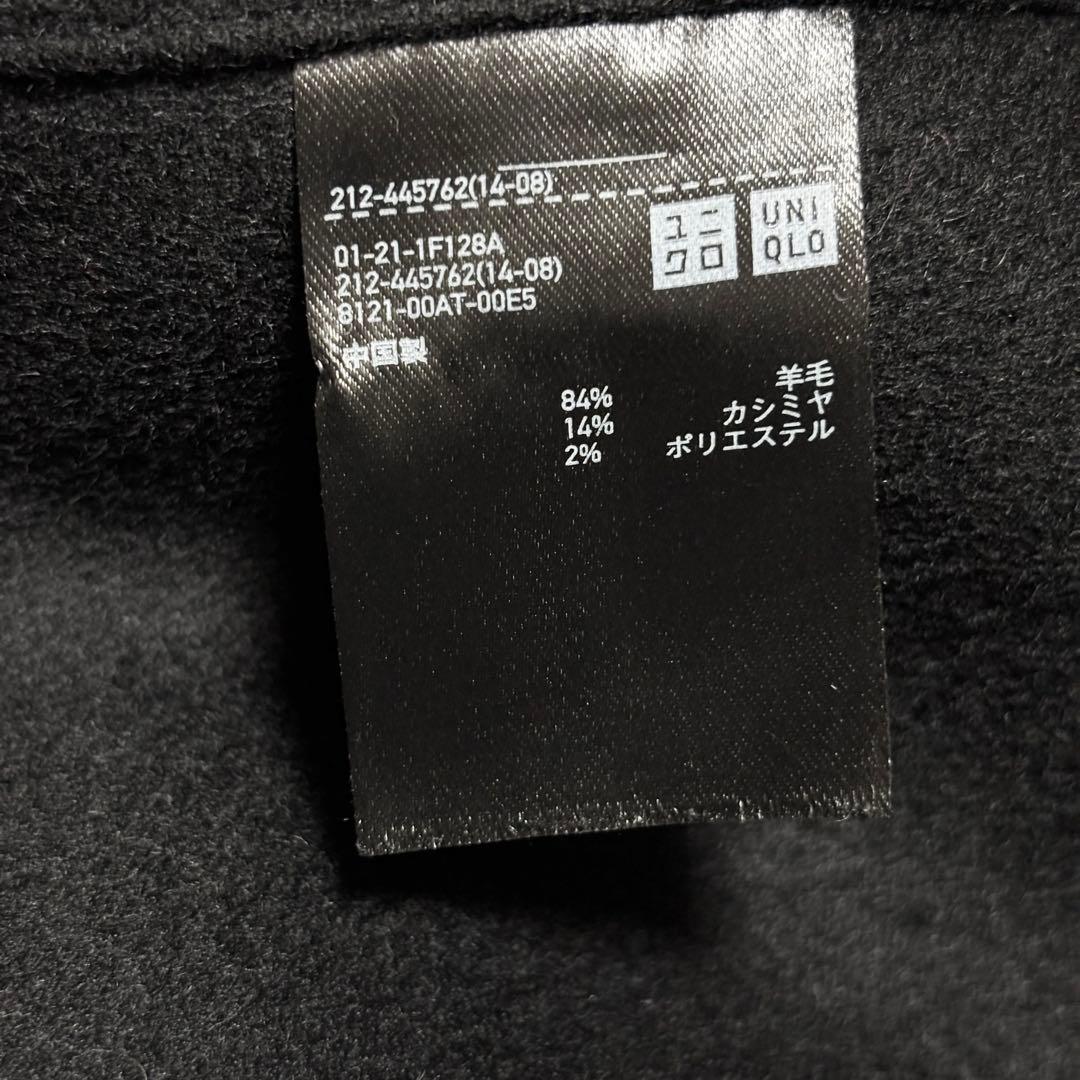 212-445762(14-08)
ユニ
クロ
UNI
QLO
01-21-1F128A
212-445762(14-08)
8121-00AT-00E5
中国製
84% 羊毛
14% カシミヤ
2% ポリエステル